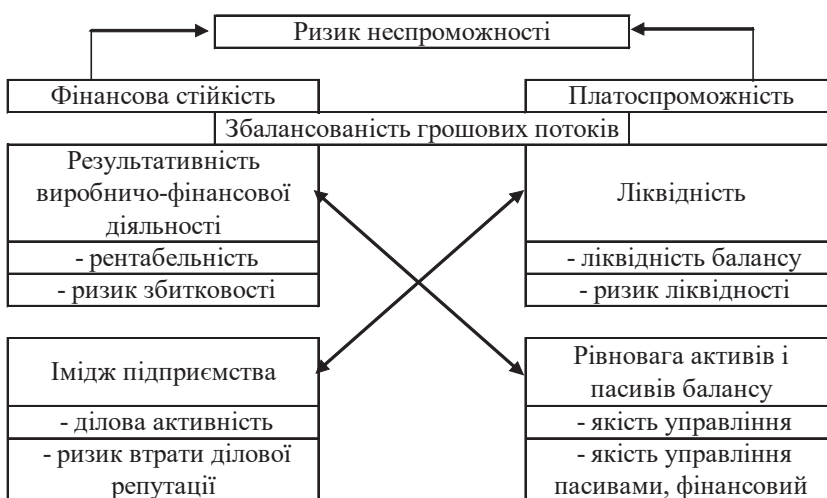 Ризик неспроможності
Фінансова стійкість
Платоспроможність
Збалансованість грошових потоків
Результативність
виробничо-фінансової
діяльності
- рентабельність
- ризик збитковості
Ліквідність
- ліквідність балансу
- ризик ліквідності
Імідж підприємства
- ділова активність
- ризик втрати ділової
репутації
Рівновага активів і
пасивів балансу
- якість управління
- якість управління
пасивами, фінансовий